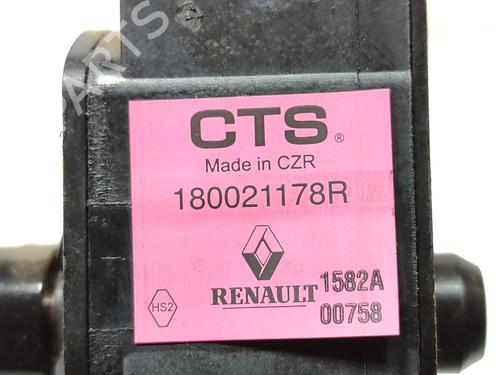 CTS®
Made in CZR
180021178R
RENAULT
1582A
00758
HS2